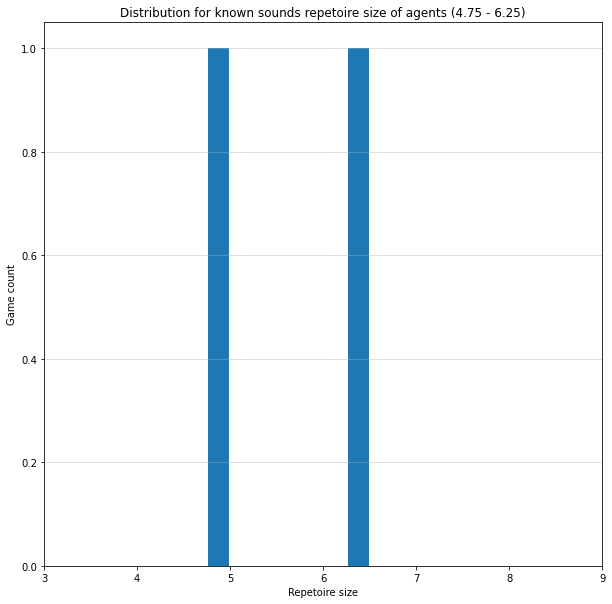 Distribution for known sounds repetoire size of agents (4.75 - 6.25)
1.0
0.8
0.6
0.4
0.2
0.0
Game count
3 4 5 6 7 8 9
Repetoire size